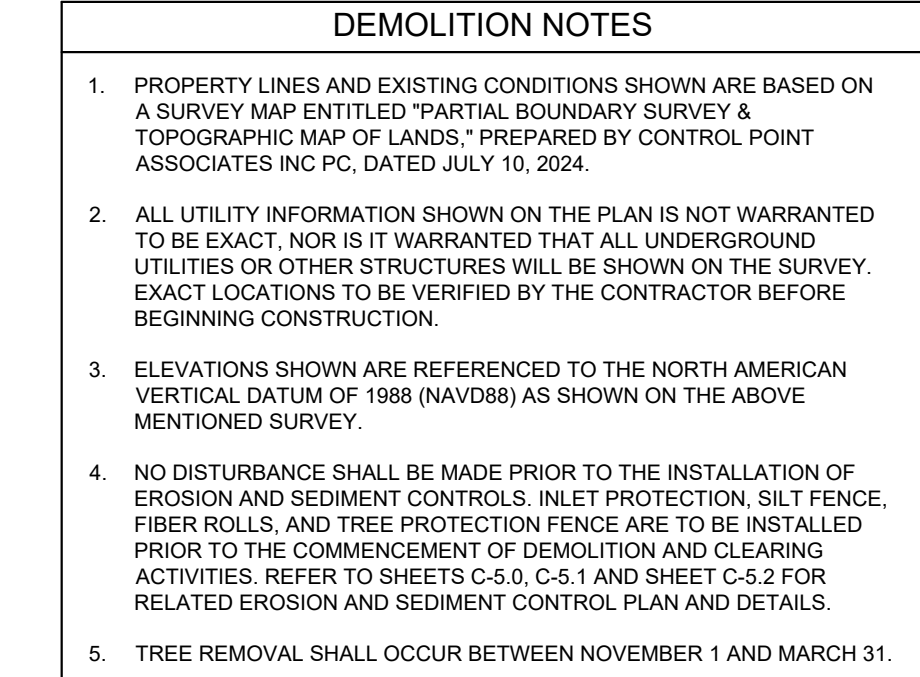 DEMOLITION NOTES
1. PROPERTY LINES AND EXISTING CONDITIONS SHOWN ARE BASED ON
A SURVEY MAP ENTITLED "PARTIAL BOUNDARY SURVEY &
TOPOGRAPHIC MAP OF LANDS," PREPARED BY CONTROL POINT
ASSOCIATES INC PC, DATED JULY 10, 2024.
2. ALL UTILITY INFORMATION SHOWN ON THE PLAN IS NOT WARRANTED
TO BE EXACT, NOR IS IT WARRANTED THAT ALL UNDERGROUND
UTILITIES OR OTHER STRUCTURES WILL BE SHOWN ON THE SURVEY.
EXACT LOCATIONS TO BE VERIFIED BY THE CONTRACTOR BEFORE
BEGINNING CONSTRUCTION.
3. ELEVATIONS SHOWN ARE REFERENCED TO THE NORTH AMERICAN
VERTICAL DATUM OF 1988 (NAVD88) AS SHOWN ON THE ABOVE
MENTIONED SURVEY.
4. NO DISTURBANCE SHALL BE MADE PRIOR TO THE INSTALLATION OF
EROSION AND SEDIMENT CONTROLS. INLET PROTECTION, SILT FENCE,
FIBER ROLLS, AND TREE PROTECTION FENCE ARE TO BE INSTALLED
PRIOR TO THE COMMENCEMENT OF DEMOLITION AND CLEARING
ACTIVITIES. REFER TO SHEETS C-5.0, C-5.1 AND SHEET C-5.2 FOR
RELATED EROSION AND SEDIMENT CONTROL PLAN AND DETAILS.
5. TREE REMOVAL SHALL OCCUR BETWEEN NOVEMBER 1 AND MARCH 31.